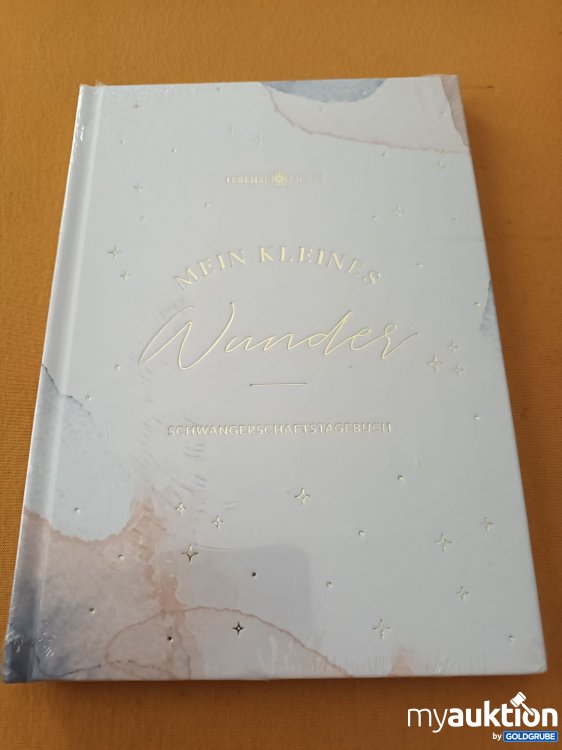 MEIN KLEINES
Wunder
SCHWANGERSCHAFTSTAGEBUCH
myauktion
by GOLDGRUBE